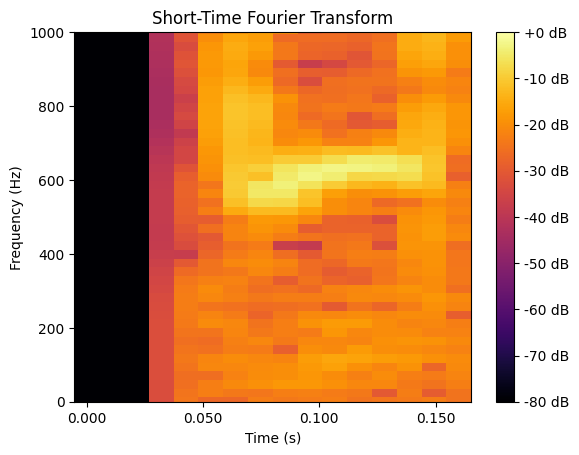 Short-Time Fourier Transform
1000
800
600
400
200
0
Frequency (Hz)
0.000
0.050
0.100
0.150
Time (s)
+0 dB
-10 dB
-20 dB
-30 dB
-40 dB
-50 dB
-60 dB
-70 dB
-80 dB